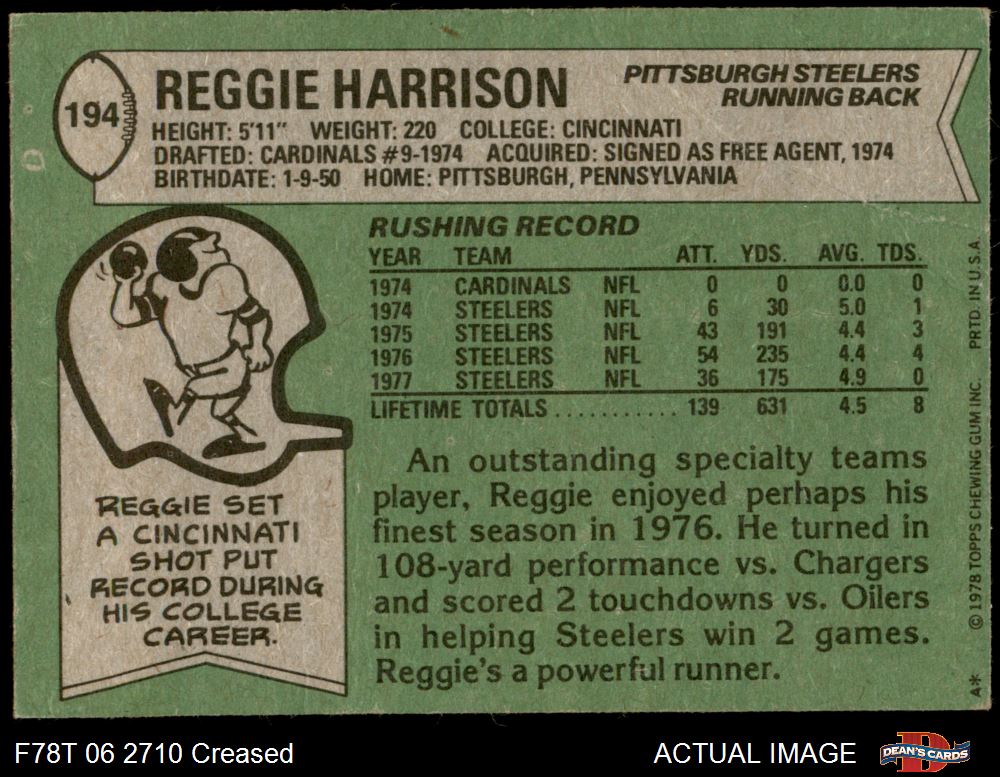 194
REGGIE HARRISON
PITTSBURGH STEELERS
RUNNING BACK
HEIGHT: 5'11" WEIGHT: 220 COLLEGE: CINCINNATI
DRAFTED: CARDINALS #9-1974 ACQUIRED: SIGNED AS FREE AGENT, 1974
BIRTHDATE: 1-9-50 HOME: PITTSBURGH, PENNSYLVANIA
D
RUSHING RECORD
YEAR TEAM ATT. YDS. AVG. TDS.
1974 CARDINALS NFL 0 0 0.0 0
1974 STEELERS NFL 6 30 5.0 1
1975 STEELERS NFL 43 191 4.4 3
1976 STEELERS NFL 54 235 4.4 4
1977 STEELERS NFL 36 175 4.9 0
LIFETIME TOTALS ........... 139 631 4.5 8
REGGIE SET
A CINCINNATI
SHOT PUT
RECORD DURING
HIS COLLEGE
CAREER.
An outstanding specialty teams
player, Reggie enjoyed perhaps his
finest season in 1976. He turned in
108-yard performance vs. Chargers
and scored 2 touchdowns vs. Oilers
in helping Steelers win 2 games.
Reggie's a powerful runner.
A* © 1978 TOPPS CHEWING GUM INC. PRTD. IN U.S.A.
F78T 06 2710 Creased
ACTUAL IMAGE
DEAN'S CARDS